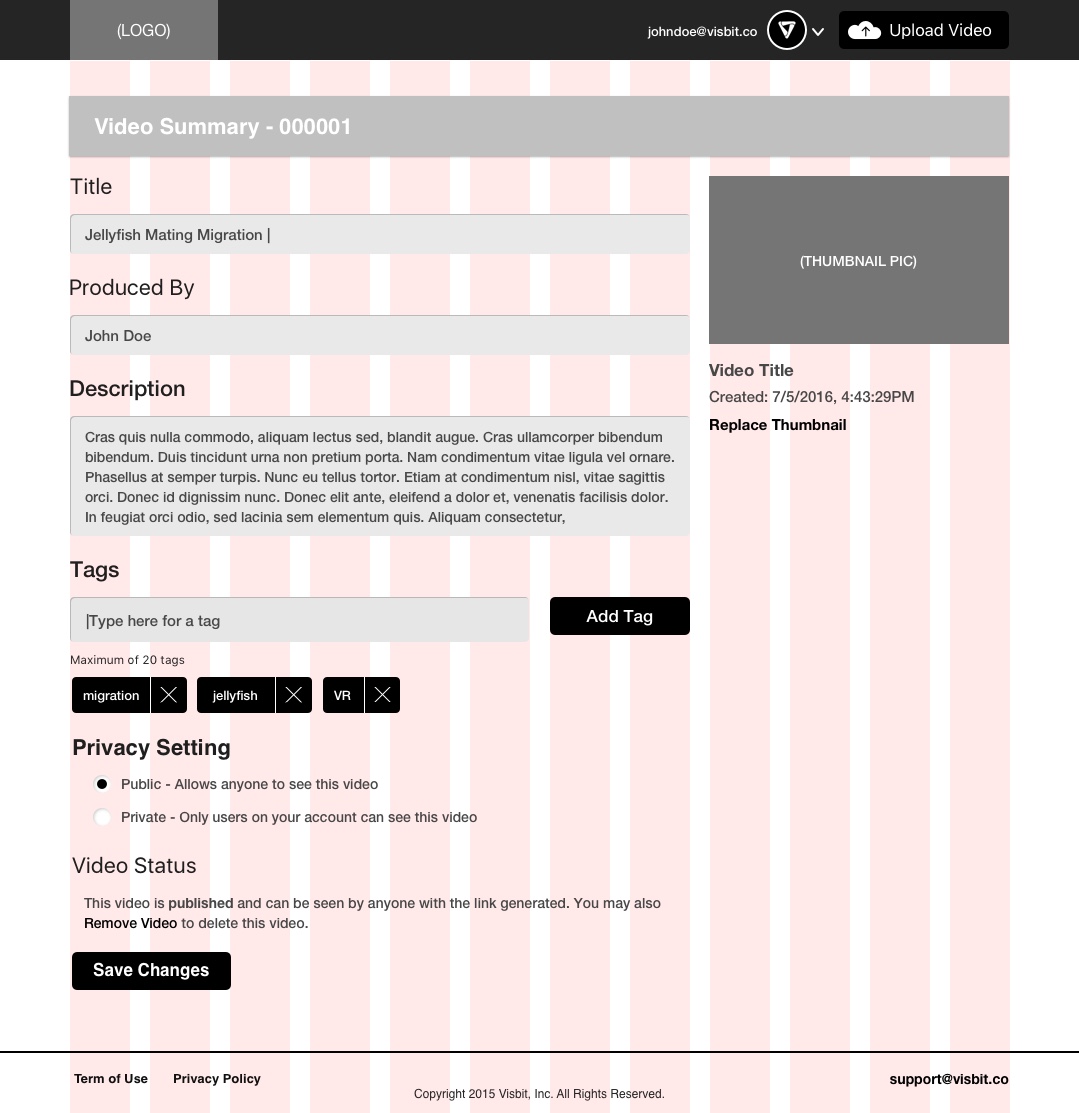 (LOGO)
johndoe@visbit.co
Upload Video
Video Summary - 000001
Title
Jellyfish Mating Migration |
Produced By
John Doe
Description
Cras quis nulla commodo, aliquam lectus sed, blandit augue. Cras ullamcorper bibendum
bibendum. Duis tincidunt urna non pretium porta. Nam condimentum vitae ligula vel ornare.
Phasellus at semper turpis. Nunc eu tellus tortor. Etiam at condimentum nisl, vitae sagittis
orci. Donec id dignissim nunc. Donec elit ante, eleifend a dolor et, venenatis facilisis dolor.
In feugiat orci odio, sed lacinia sem elementum quis. Aliquam consectetur,
Tags
|Type here for a tag
Add Tag
Maximum of 20 tags
migration
jellyfish
VR
Privacy Setting
Public - Allows anyone to see this video
Private - Only users on your account can see this video
Video Status
This video is published and can be seen by anyone with the link generated. You may also
Remove Video to delete this video.
Save Changes
(THUMBNAIL PIC)
Video Title
Created: 7/5/2016, 4:43:29PM
Replace Thumbnail
Term of Use
Privacy Policy
Copyright 2015 Visbit, Inc. All Rights Reserved.
support@visbit.co